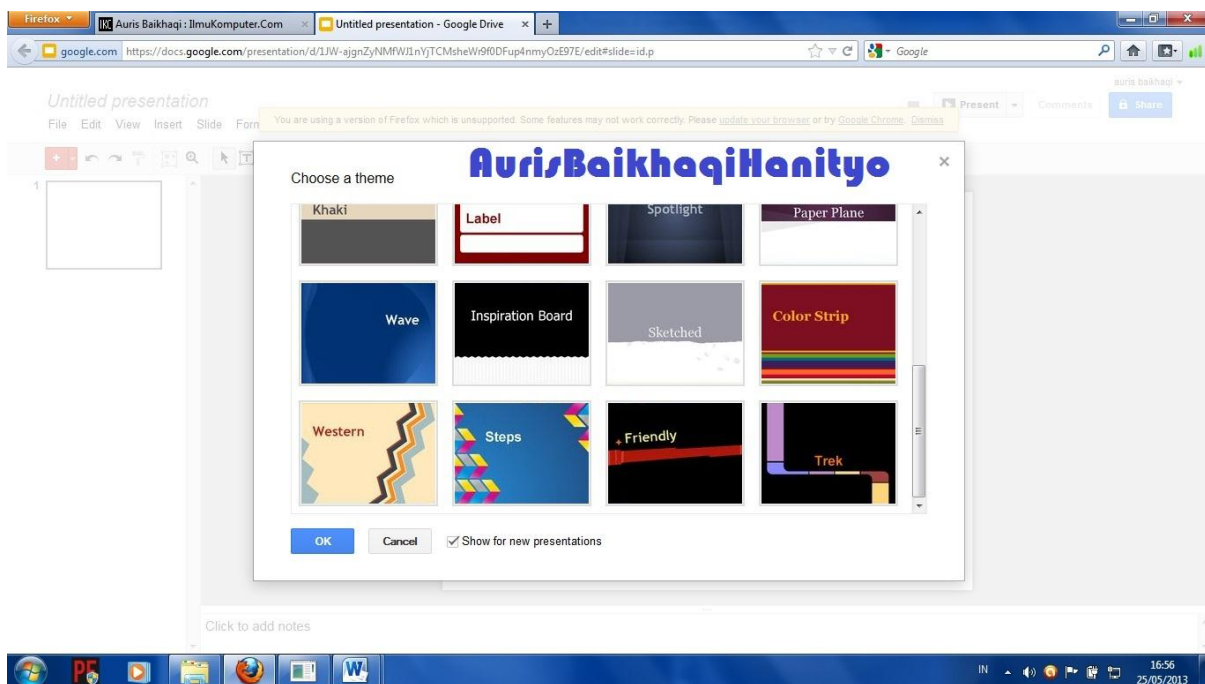 Firefox
Auris Baikhaqi : IlmuKomputer.Com
Untitled presentation - Google Drive
google.com https://docs.google.com/presentation/d/1JW-ajgnZyNMfWJ1nYjTCMsheWr9f0DFup4nmyOzE97E/edit#slide=id.p
Google
auris baikhaqi
Untitled presentation
Present
Comments
Share
File Edit View Insert Slide Form
You are using a version of Firefox which is unsupported. Some features may not work correctly. Please update your browser or try Google Chrome. Dismiss
AurisBaikhaqiHanityo
Choose a theme
1
Khaki
Label
Spotlight
Paper Plane
Wave
Inspiration Board
Sketched
Color Strip
Western
Steps
Friendly
Trek
OK
Cancel
Show for new presentations
Click to add notes
IN
16:56
25/05/2013